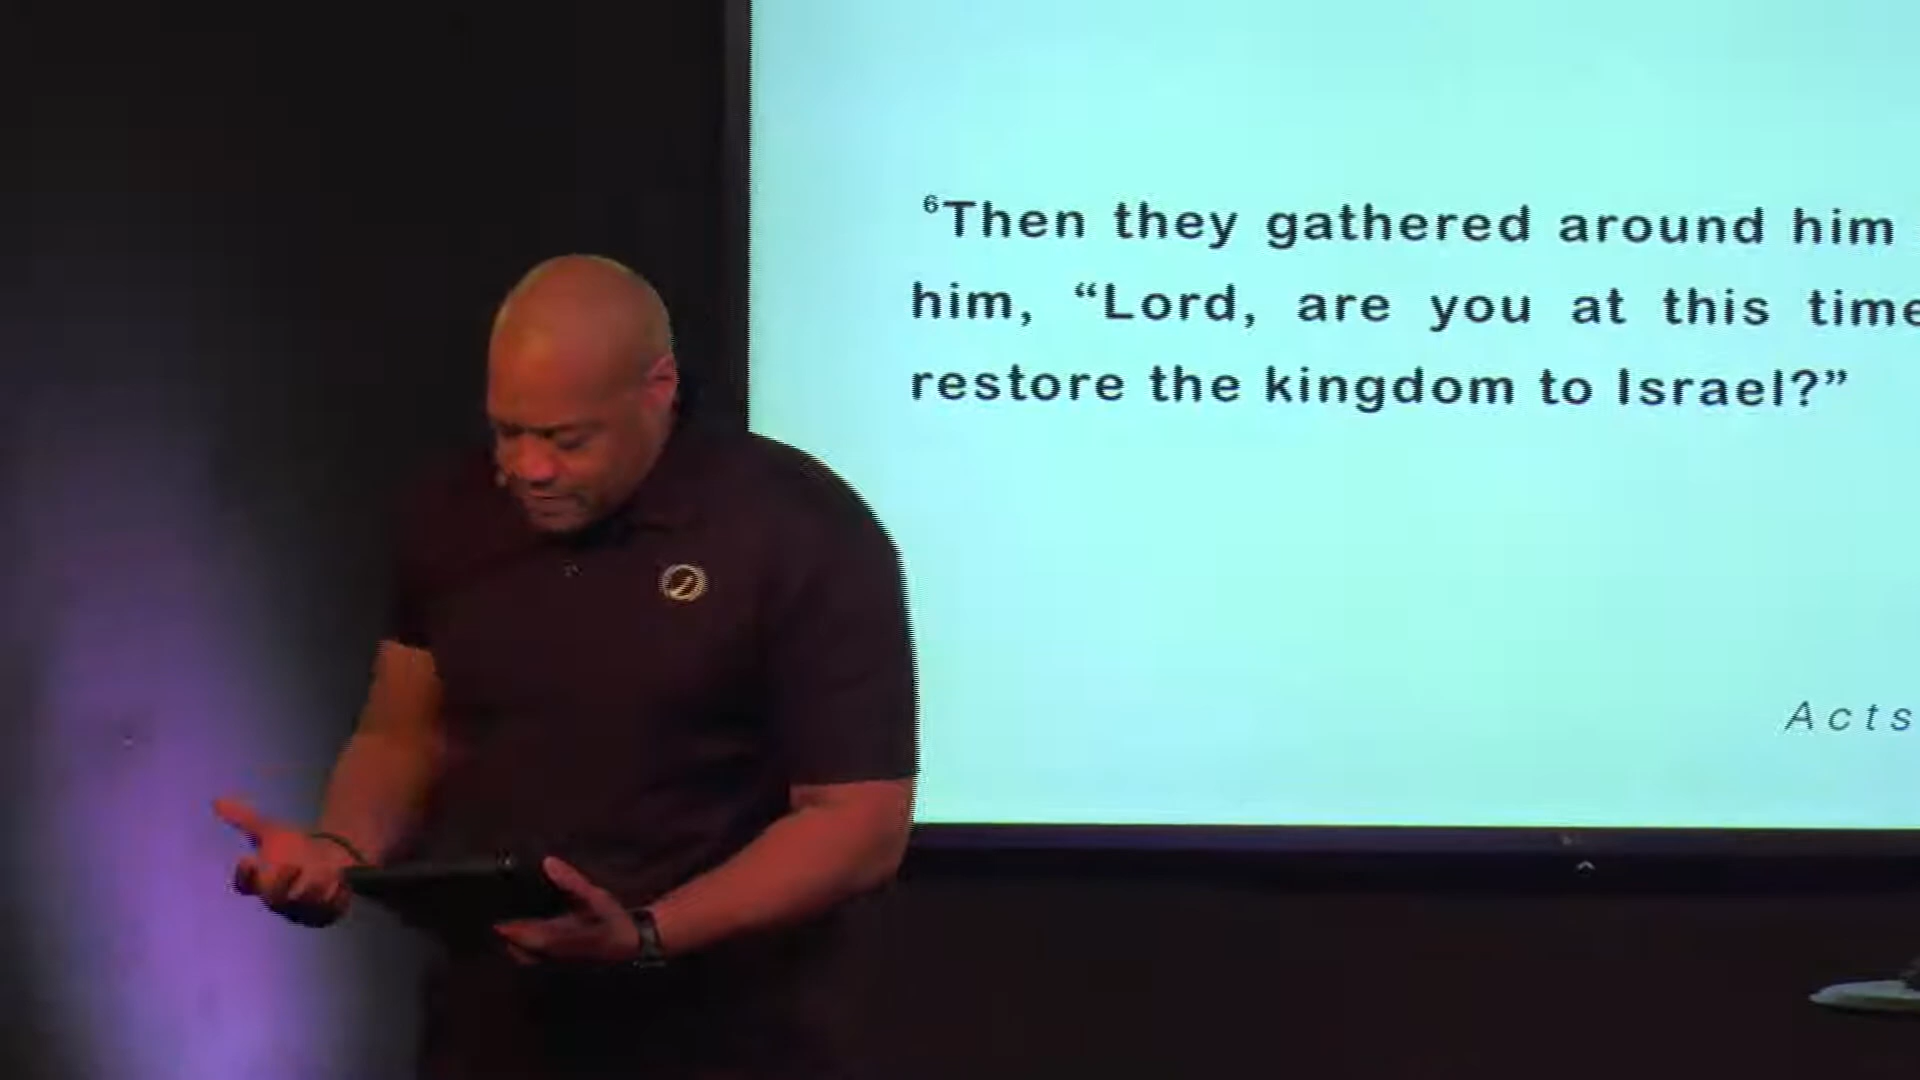 ⁶Then they gathered around him
him, “Lord, are you at this time
restore the kingdom to Israel?”
Acts